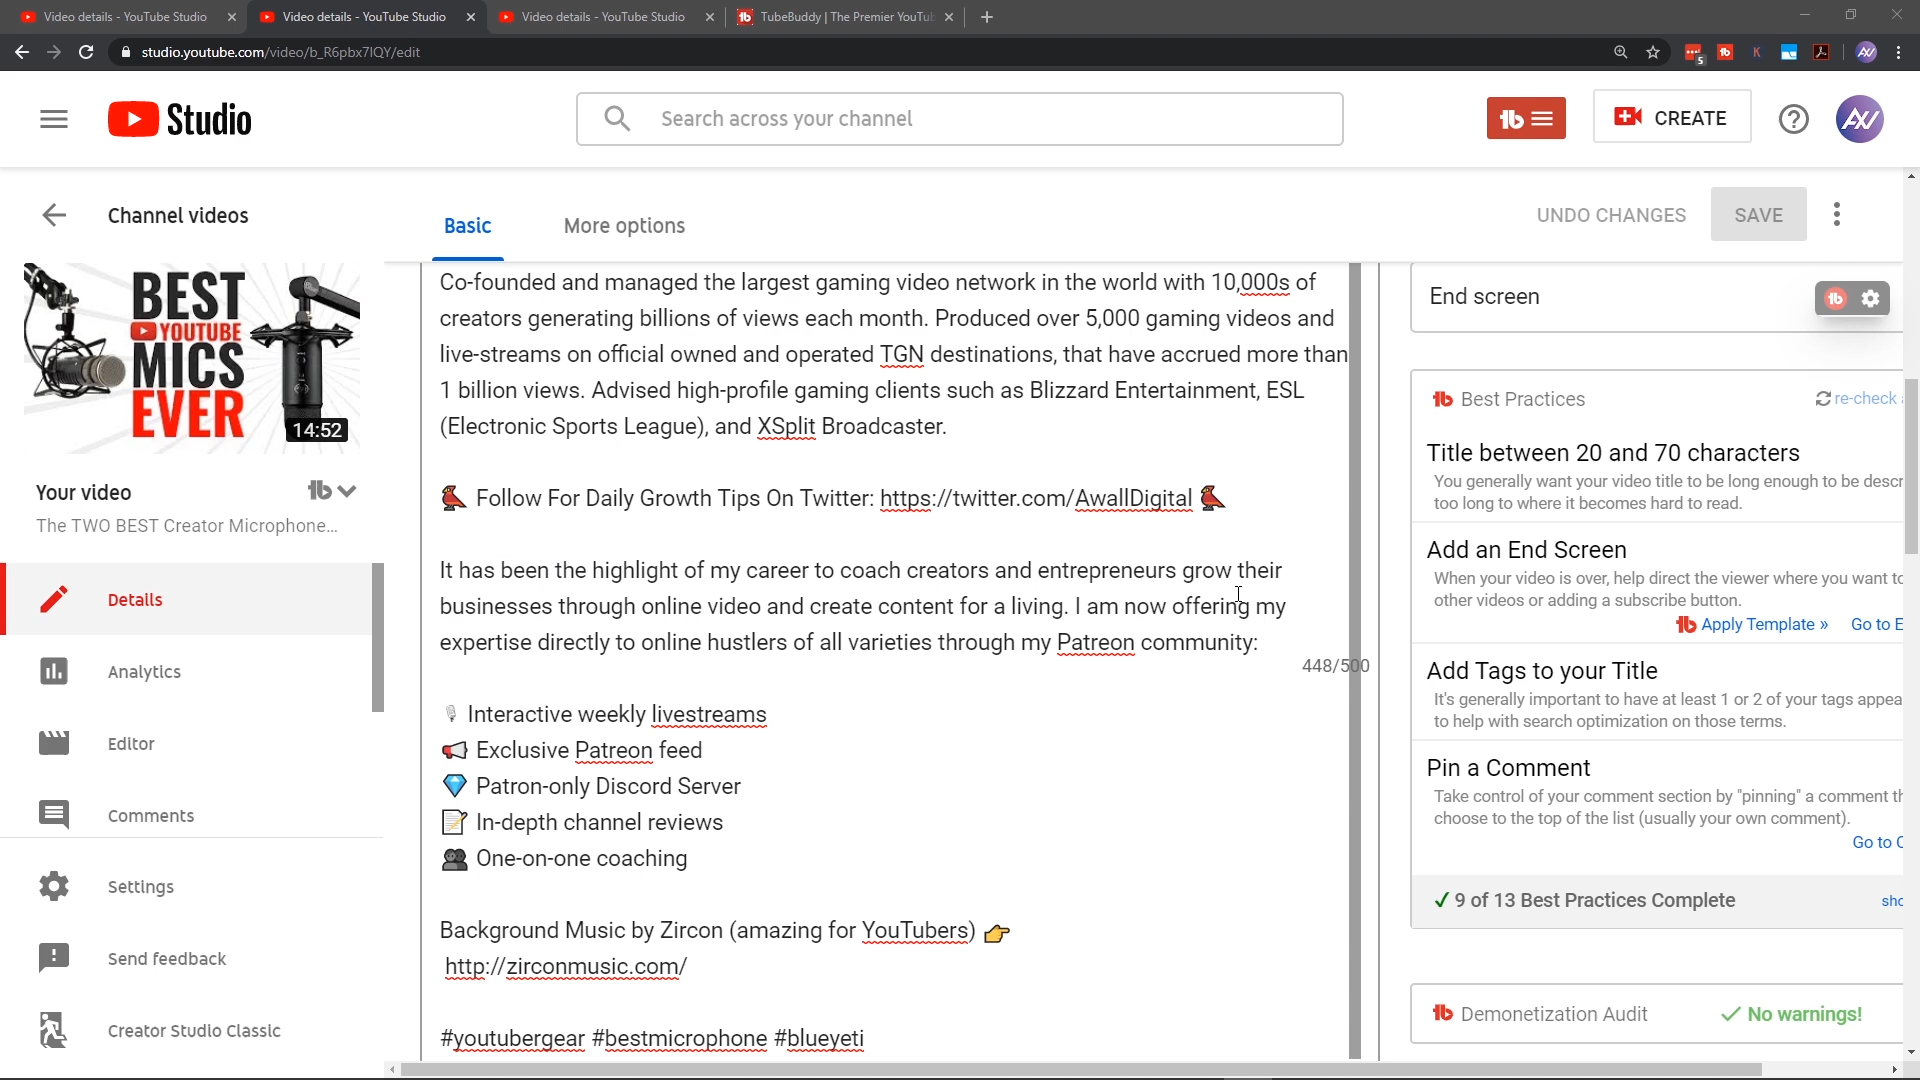 Video details - YouTube Studio
Video details - YouTube Studio
Video details - YouTube Studio
TubeBuddy | The Premier YouTub
studio.youtube.com/video/b_R6pbx7IQY/edit
5
Studio
Search across your channel
CREATE
Channel videos
Basic
More options
UNDO CHANGES
SAVE
BEST
YOUTUBE
MICS
EVER
14:52
Your video
The TWO BEST Creator Microphone...
Details
Analytics
Editor
Comments
Settings
Send feedback
Creator Studio Classic
Co-founded and managed the largest gaming video network in the world with 10,000s of
creators generating billions of views each month. Produced over 5,000 gaming videos and
live-streams on official owned and operated TGN destinations, that have accrued more than
1 billion views. Advised high-profile gaming clients such as Blizzard Entertainment, ESL
(Electronic Sports League), and XSplit Broadcaster.
Follow For Daily Growth Tips On Twitter: https://twitter.com/AwallDigital
It has been the highlight of my career to coach creators and entrepreneurs grow their
businesses through online video and create content for a living. I am now offering my
expertise directly to online hustlers of all varieties through my Patreon community:
448/500
Interactive weekly livestreams
Exclusive Patreon feed
Patron-only Discord Server
In-depth channel reviews
One-on-one coaching
Background Music by Zircon (amazing for YouTubers)
http://zirconmusic.com/
#youtubergear #bestmicrophone #blueyeti
End screen
Best Practices
re-check
Title between 20 and 70 characters
You generally want your video title to be long enough to be descr
too long to where it becomes hard to read.
Add an End Screen
When your video is over, help direct the viewer where you want to
other videos or adding a subscribe button.
Apply Template »
Go to E
Add Tags to your Title
It's generally important to have at least 1 or 2 of your tags appea
to help with search optimization on those terms.
Pin a Comment
Take control of your comment section by "pinning" a comment th
choose to the top of the list (usually your own comment).
Go to C
✓ 9 of 13 Best Practices Complete
sho
Demonetization Audit
✓ No warnings!